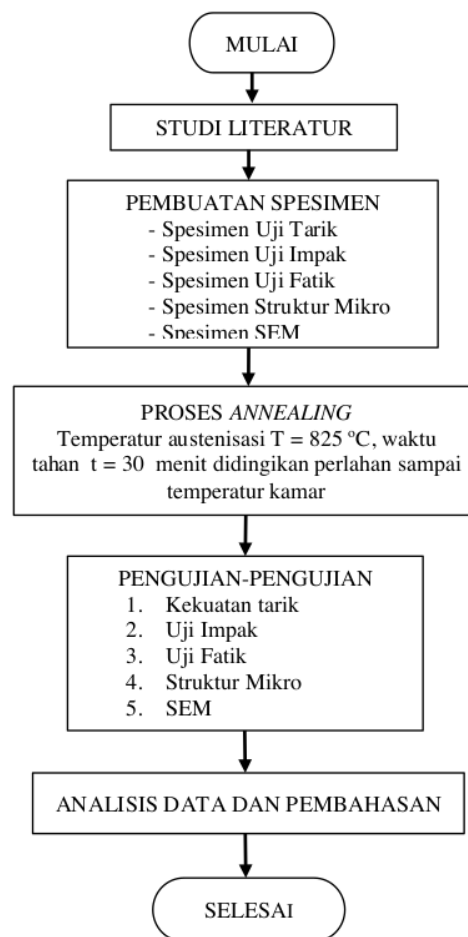 MULAI
STUDI LITERATUR
PEMBUATAN SPESIMEN
- Spesimen Uji Tarik
- Spesimen Uji Impak
- Spesimen Uji Fatik
- Spesimen Struktur Mikro
- Spesimen SEM
PROSES ANNEALING
Temperatur austenisasi T = 825 ºC, waktu
tahan t = 30 menit didingikan perlahan sampai
temperatur kamar
PENGUJIAN-PENGUJIAN
1. Kekuatan tarik
2. Uji Impak
3. Uji Fatik
4. Struktur Mikro
5. SEM
ANALISIS DATA DAN PEMBAHASAN
SELESAI